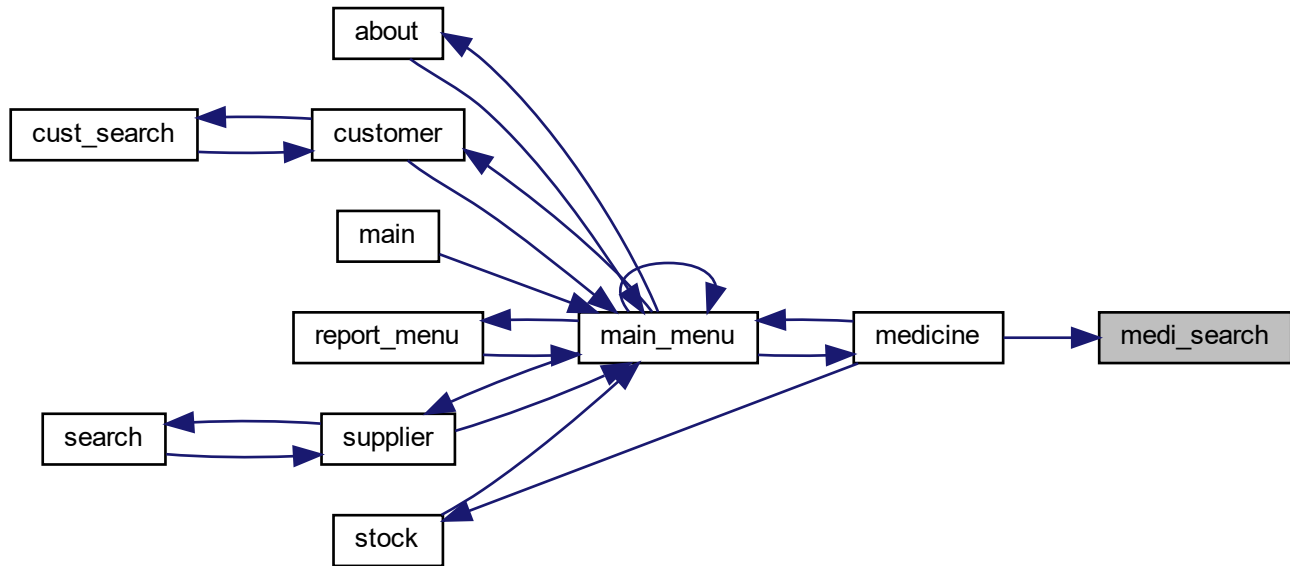 about
cust_search
customer
main
report_menu
main_menu
medicine
medi_search
search
supplier
stock